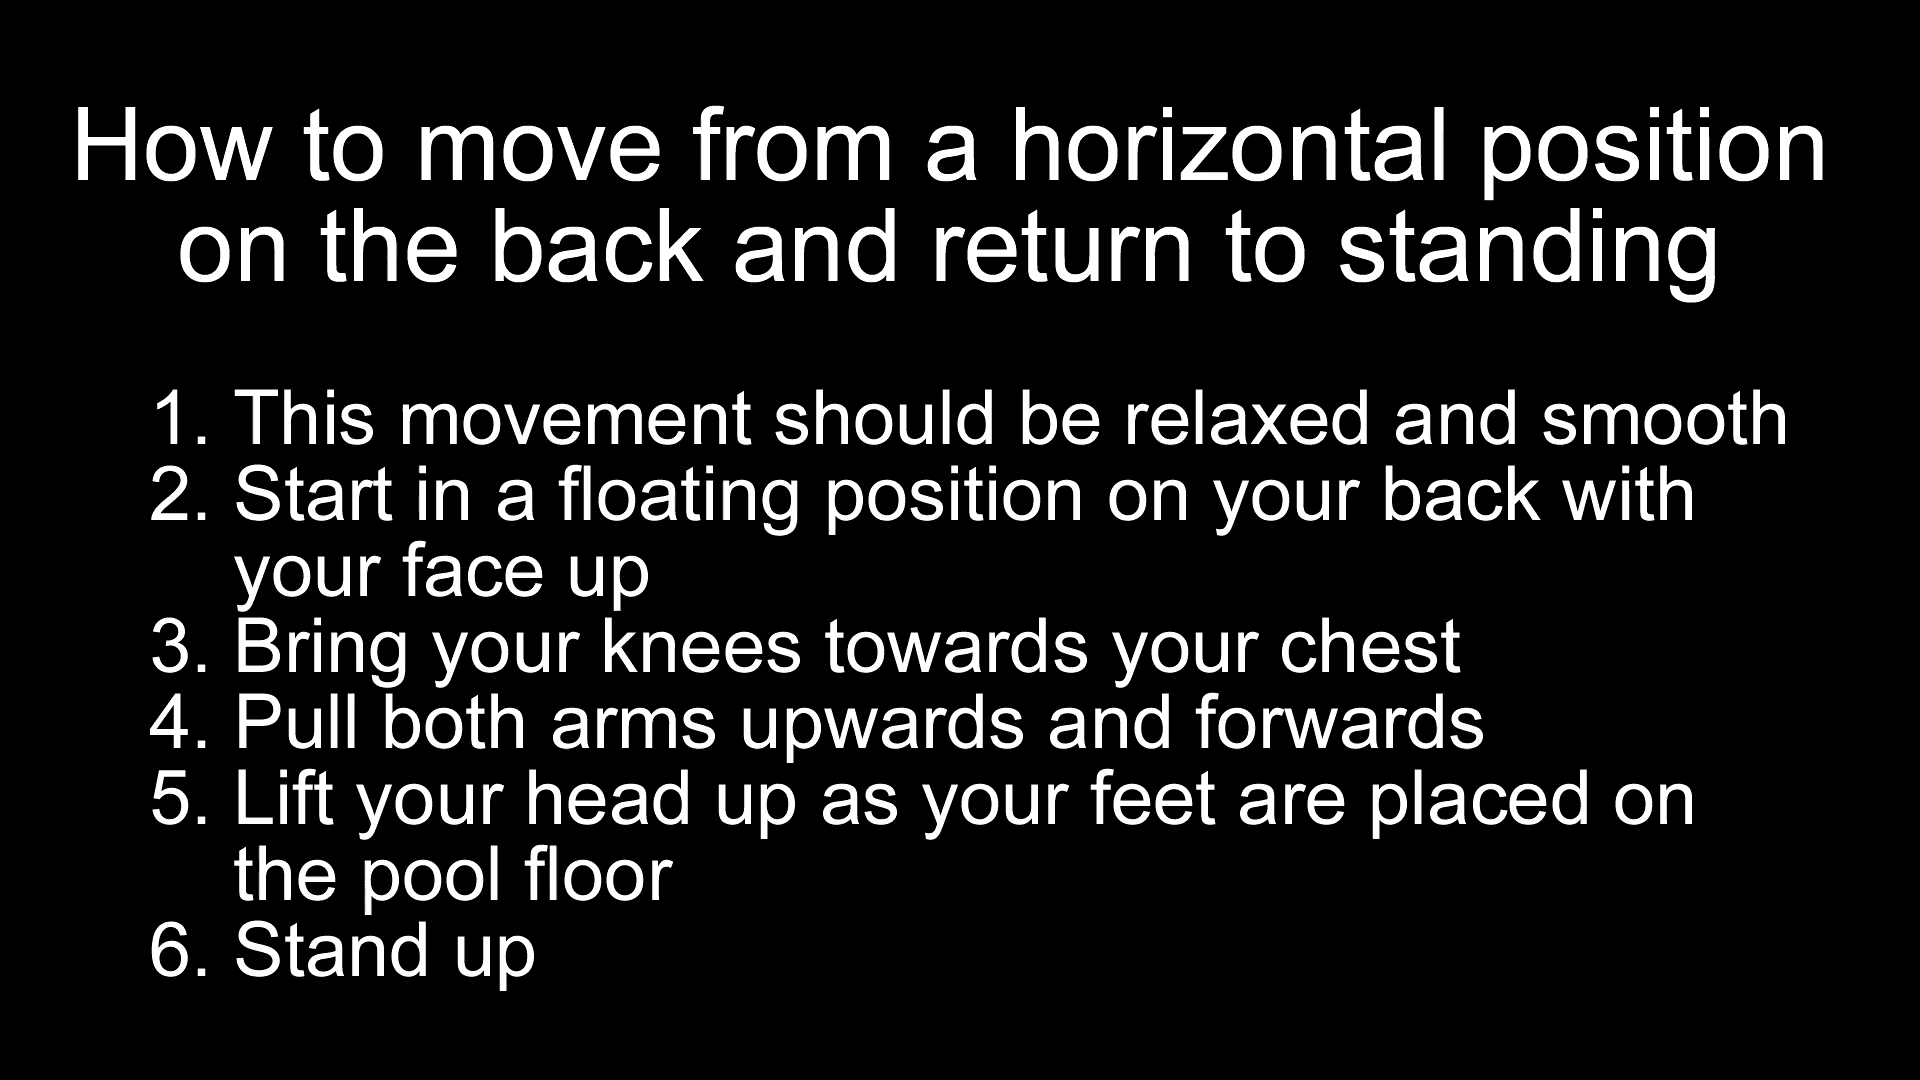 How to move from a horizontal position
on the back and return to standing
1. This movement should be relaxed and smooth
2. Start in a floating position on your back with
your face up
3. Bring your knees towards your chest
4. Pull both arms upwards and forwards
5. Lift your head up as your feet are placed on
the pool floor
6. Stand up